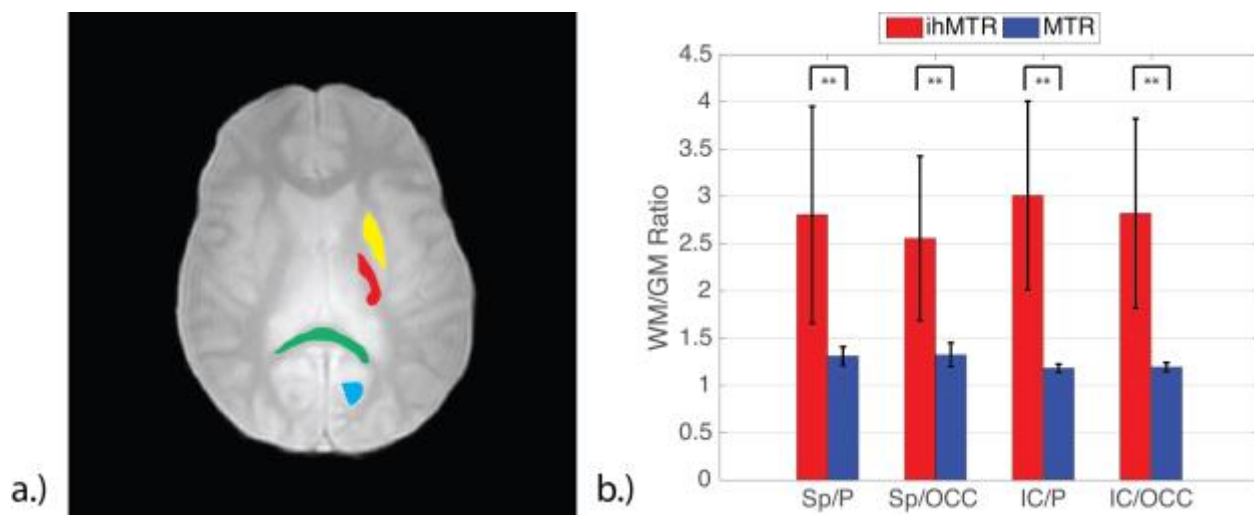 a.)
b.)
ihMTR MTR
WM/GM Ratio
4.5
4
3.5
3
2.5
2
1.5
1
0.5
0
** ** ** **
Sp/P Sp/OCC IC/P IC/OCC